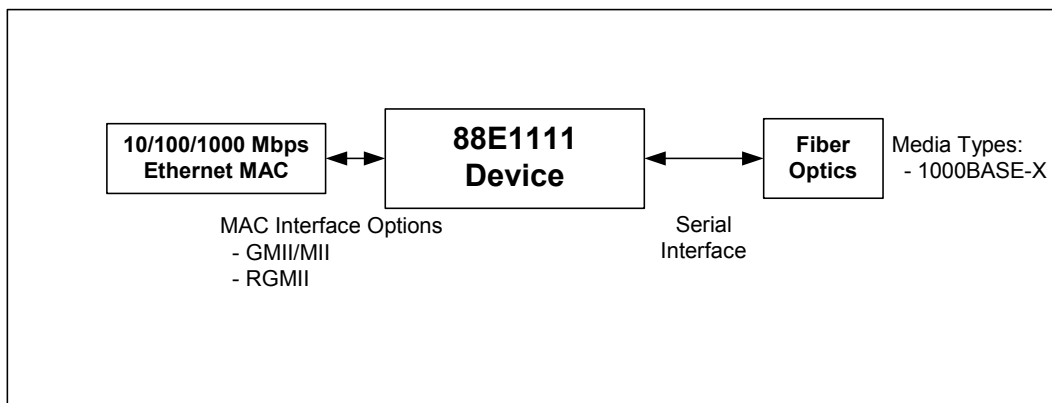 10/100/1000 Mbps
Ethernet MAC
88E1111
Device
Fiber
Optics
Media Types:
- 1000BASE-X
MAC Interface Options
- GMII/MII
- RGMII
Serial
Interface